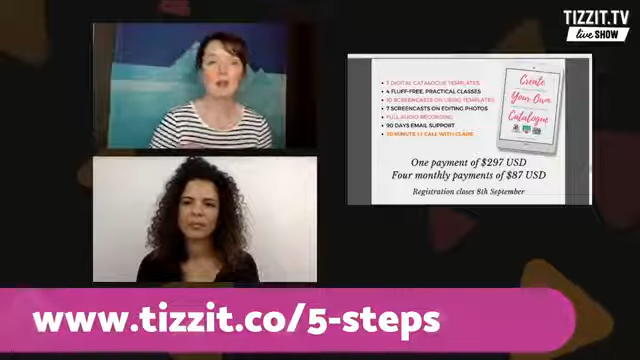 TIZZIT.TV
live SHOW
3 DIGITAL CATALOGUE TEMPLATES
4 FLUFF-FREE, PRACTICAL CLASSES
10 SCREENCASTS ON USING TEMPLATES
7 SCREENCASTS ON EDITING PHOTOS
FULL AUDIO RECORDING
90 DAYS EMAIL SUPPORT
30 MINUTE 1:1 CALL WITH CLAIRE
Create
Your Own
Catalogue
One payment of $297 USD
Four monthly payments of $87 USD
Registration closes 8th September
www.tizzit.co/5-steps